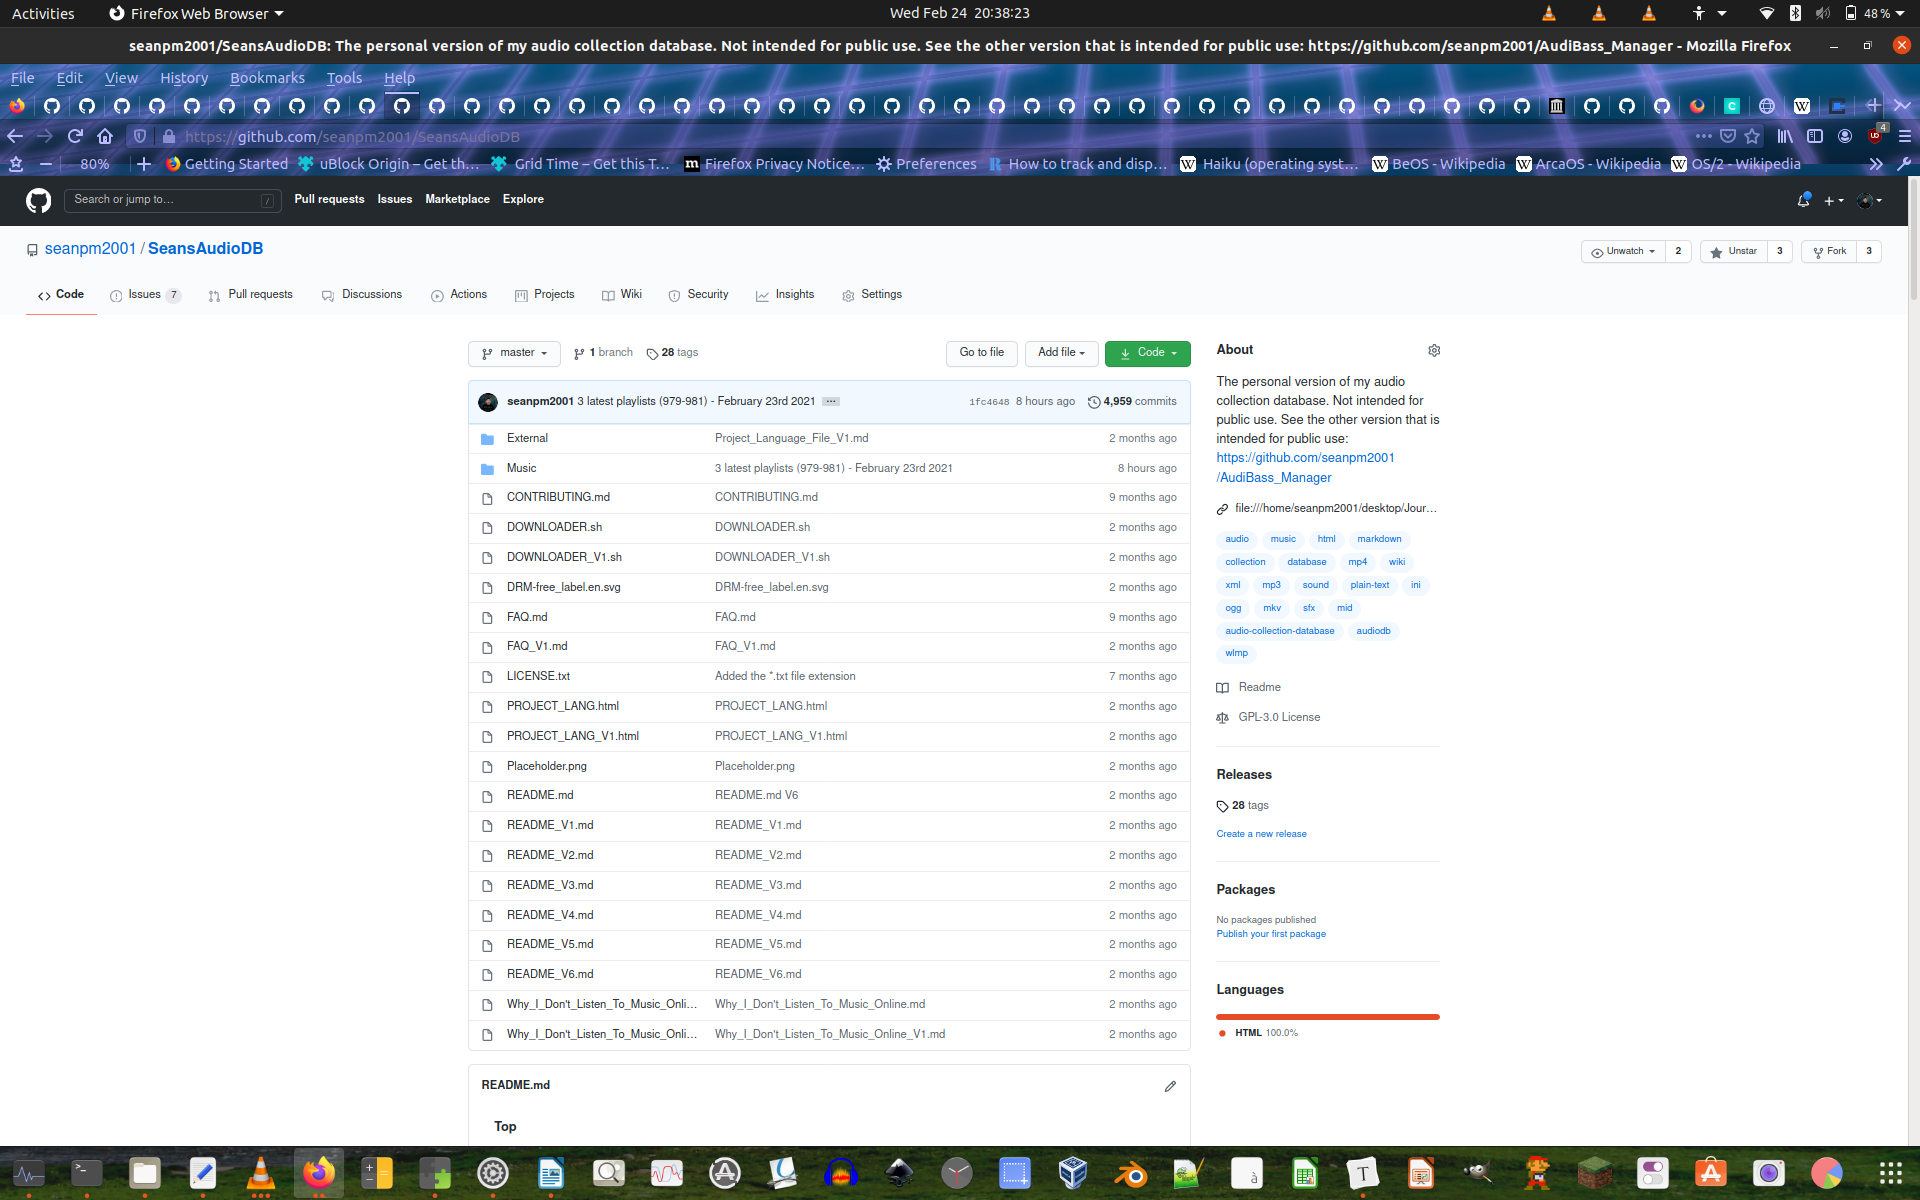 Activities Firefox Web Browser Wed Feb 24 20:38:23 48 %
seanpm2001/SeansAudioDB: The personal version of my audio collection database. Not intended for public use. See the other version that is intended for public use: https://github.com/seanpm2001/AudiBass_Manager - Mozilla Firefox
File Edit View History Bookmarks Tools Help
https://github.com/seanpm2001/SeansAudioDB 4
80% Getting Started uBlock Origin – Get th… Grid Time – Get this T… Firefox Privacy Notice… Preferences How to track and disp… Haiku (operating syst… BeOS - Wikipedia ArcaOS - Wikipedia OS/2 - Wikipedia
Search or jump to… / Pull requests Issues Marketplace Explore
seanpm2001 / SeansAudioDB Unwatch 2 Unstar 3 Fork 3
Code Issues 7 Pull requests Discussions Actions Projects Wiki Security Insights Settings
master 1 branch 28 tags Go to file Add file Code
seanpm2001 3 latest playlists (979-981) - February 23rd 2021 ... 1fc4648 8 hours ago 4,959 commits
External Project_Language_File_V1.md 2 months ago
Music 3 latest playlists (979-981) - February 23rd 2021 8 hours ago
CONTRIBUTING.md CONTRIBUTING.md 9 months ago
DOWNLOADER.sh DOWNLOADER.sh 2 months ago
DOWNLOADER_V1.sh DOWNLOADER_V1.sh 2 months ago
DRM-free_label.en.svg DRM-free_label.en.svg 2 months ago
FAQ.md FAQ.md 9 months ago
FAQ_V1.md FAQ_V1.md 2 months ago
LICENSE.txt Added the *.txt file extension 7 months ago
PROJECT_LANG.html PROJECT_LANG.html 2 months ago
PROJECT_LANG_V1.html PROJECT_LANG_V1.html 2 months ago
Placeholder.png Placeholder.png 2 months ago
README.md README.md V6 2 months ago
README_V1.md README_V1.md 2 months ago
README_V2.md README_V2.md 2 months ago
README_V3.md README_V3.md 2 months ago
README_V4.md README_V4.md 2 months ago
README_V5.md README_V5.md 2 months ago
README_V6.md README_V6.md 2 months ago
Why_I_Don't_Listen_To_Music_Onli… Why_I_Don't_Listen_To_Music_Online.md 2 months ago
Why_I_Don't_Listen_To_Music_Onli… Why_I_Don't_Listen_To_Music_Online_V1.md 2 months ago
README.md
Top
About
The personal version of my audio
collection database. Not intended for
public use. See the other version that is
intended for public use:
https://github.com/seanpm2001
/AudiBass_Manager
file:///home/seanpm2001/desktop/Jour…
audio music html markdown
collection database mp4 wiki
xml mp3 sound plain-text ini
ogg mkv sfx mid
audio-collection-database audiodb
wlmp
Readme
GPL-3.0 License
Releases
28 tags
Create a new release
Packages
No packages published
Publish your first package
Languages
HTML 100.0%